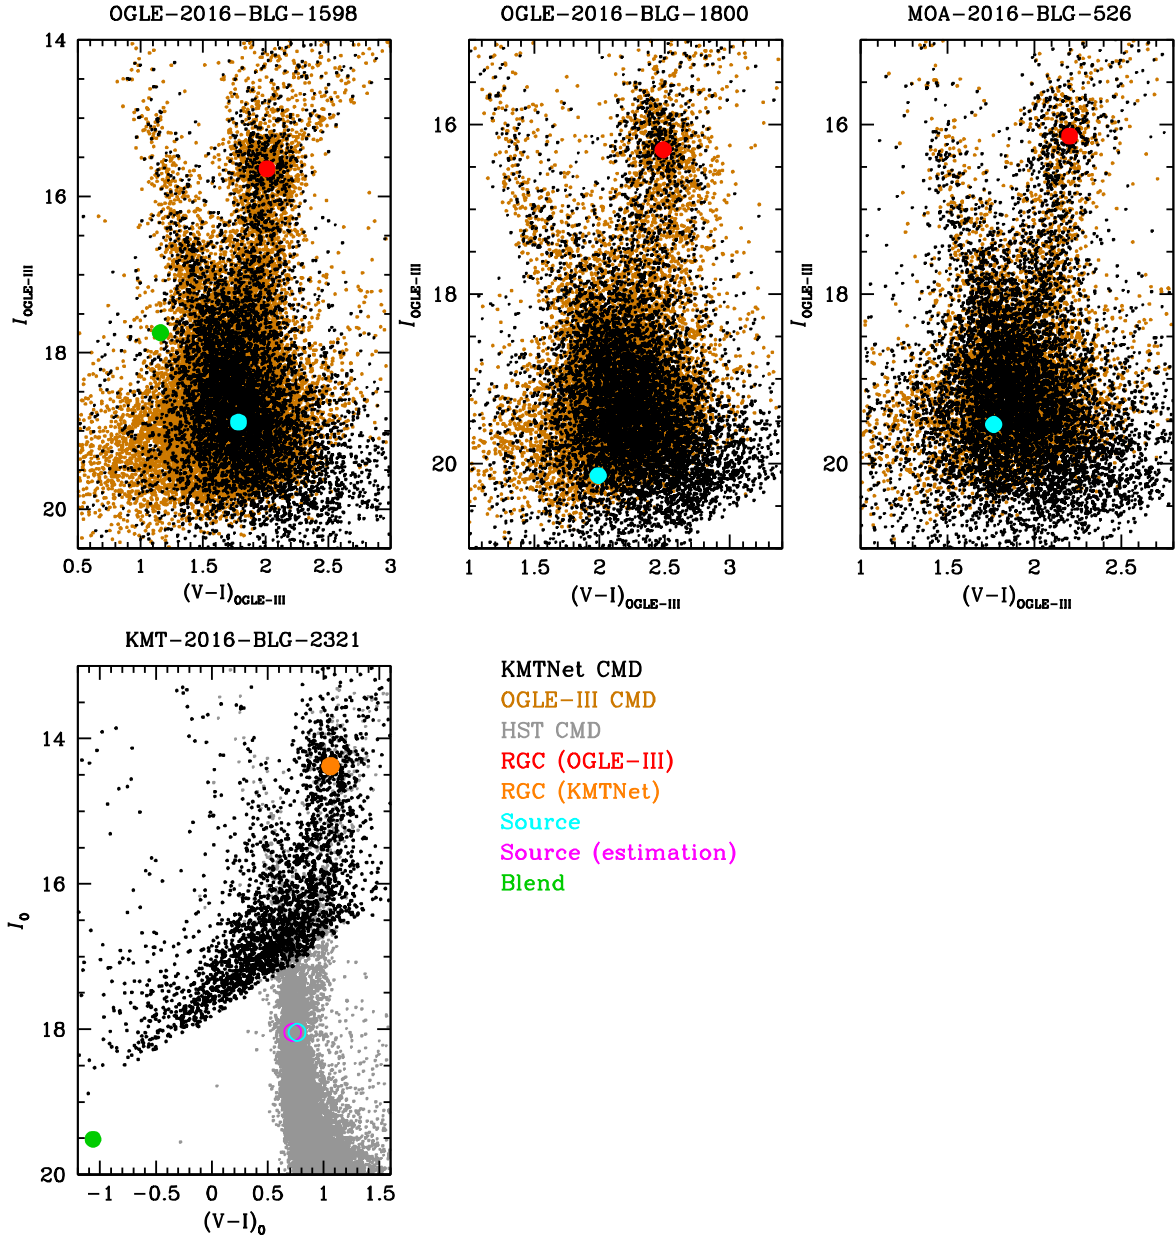 OGLE−2016−BLG−1598
OGLE−2016−BLG−1800
MOA−2016−BLG−526
14
16
18
20
I_OGLE−III
0.5 1 1.5 2 2.5 3
(V−I)_OGLE−III
16
18
20
I_OGLE−III
1 1.5 2 2.5 3
(V−I)_OGLE−III
16
18
20
I_OGLE−III
1 1.5 2 2.5
(V−I)_OGLE−III
KMT−2016−BLG−2321
14
16
18
20
I_0
−1 −0.5 0 0.5 1 1.5
(V−I)_0
KMTNet CMD
OGLE−III CMD
HST CMD
RGC (OGLE−III)
RGC (KMTNet)
Source
Source (estimation)
Blend